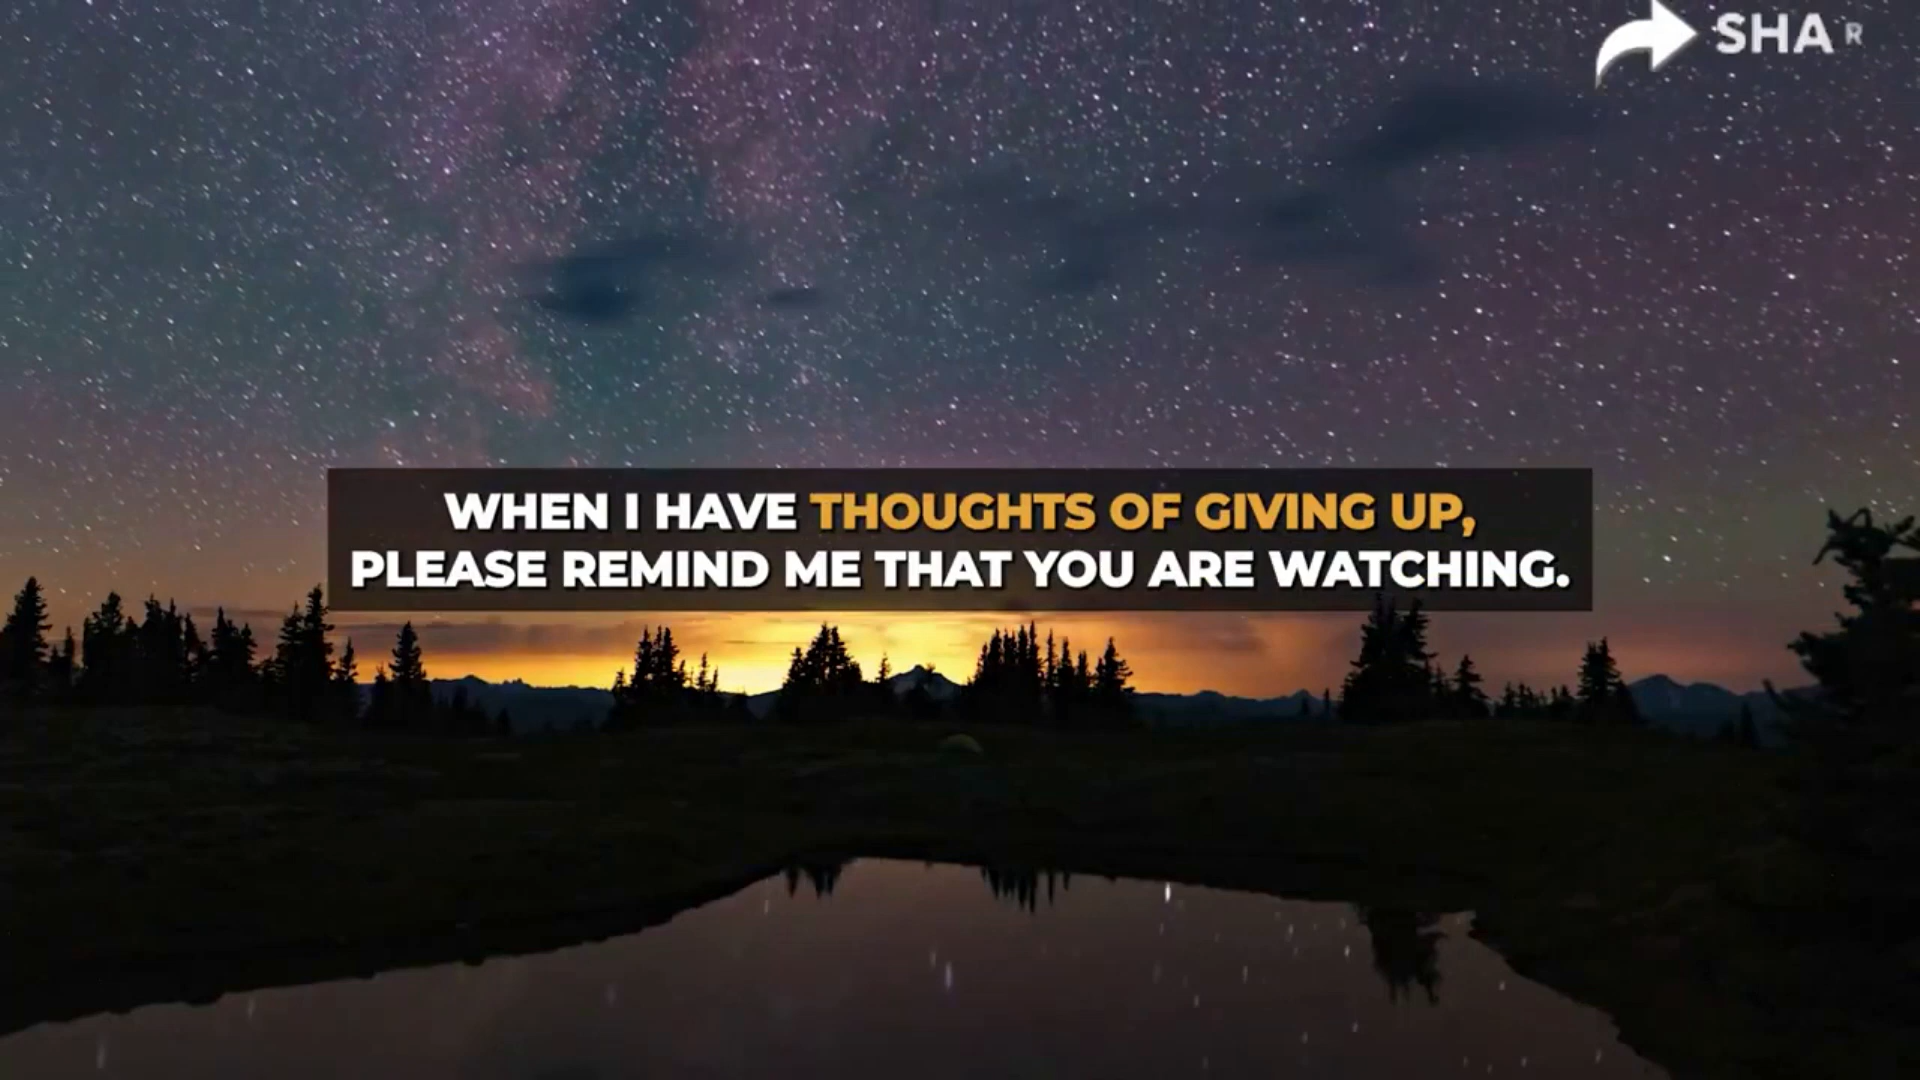 SHAR
WHEN I HAVE THOUGHTS OF GIVING UP,
PLEASE REMIND ME THAT YOU ARE WATCHING.